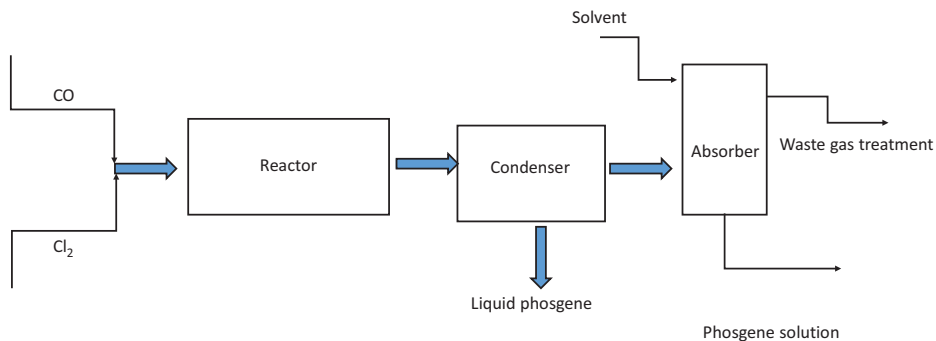 Solvent
CO
Reactor
Condenser
Absorber
Waste gas treatment
Cl₂
Liquid phosgene
Phosgene solution